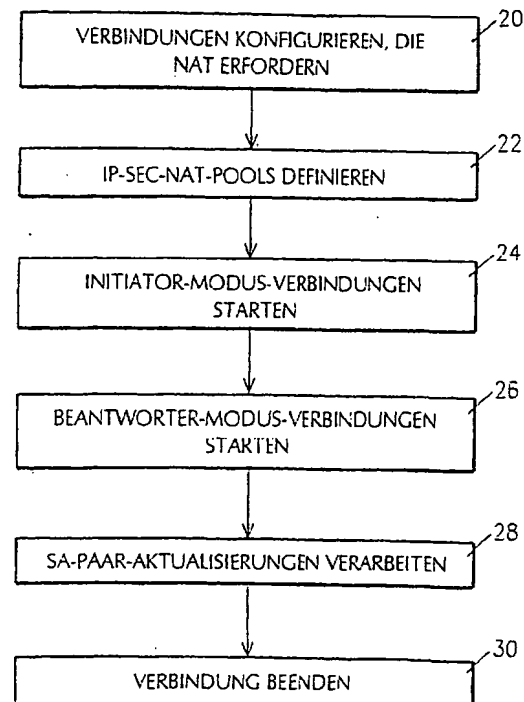 20
VERBINDUNGEN KONFIGURIEREN, DIE
NAT ERFORDERN
22
IP-SEC-NAT-POOLS DEFINIEREN
24
INITIATOR-MODUS-VERBINDUNGEN
STARTEN
26
BEANTWORTER-MODUS-VERBINDUNGEN
STARTEN
28
SA-PAAR-AKTUALISIERUNGEN VERARBEITEN
30
VERBINDUNG BEENDEN